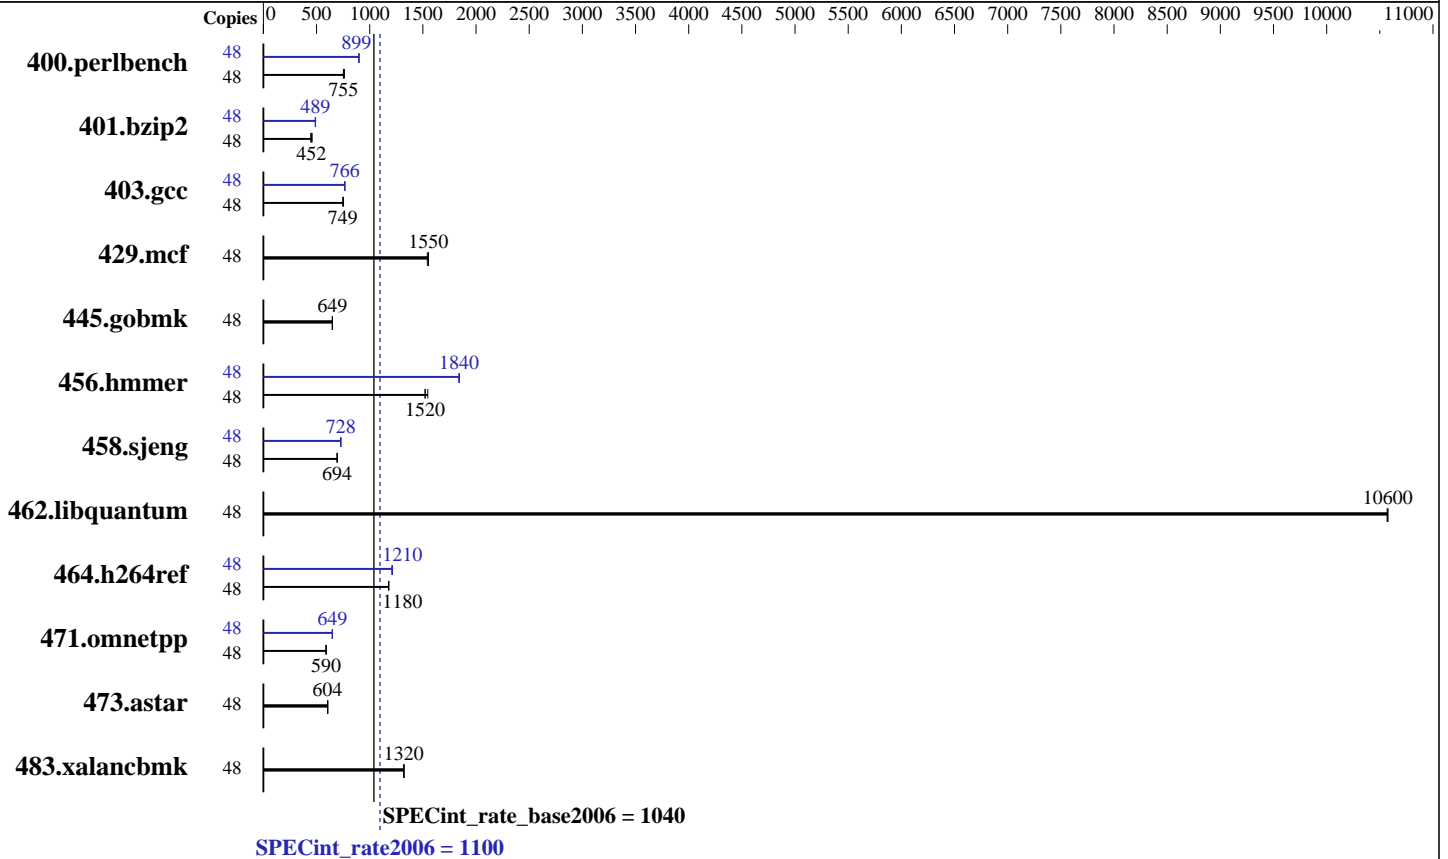 Copies 0 500 1000 1500 2000 2500 3000 3500 4000 4500 5000 5500 6000 6500 7000 7500 8000 8500 9000 9500 10000 11000
400.perlbench 48 899
48 755
401.bzip2 48 489
48 452
403.gcc 48 766
48 749
429.mcf 48 1550
445.gobmk 48 649
456.hmmer 48 1840
48 1520
458.sjeng 48 728
48 694
462.libquantum 48 10600
464.h264ref 48 1210
48 1180
471.omnetpp 48 649
48 590
473.astar 48 604
483.xalancbmk 48 1320
SPECint_rate_base2006 = 1040
SPECint_rate2006 = 1100